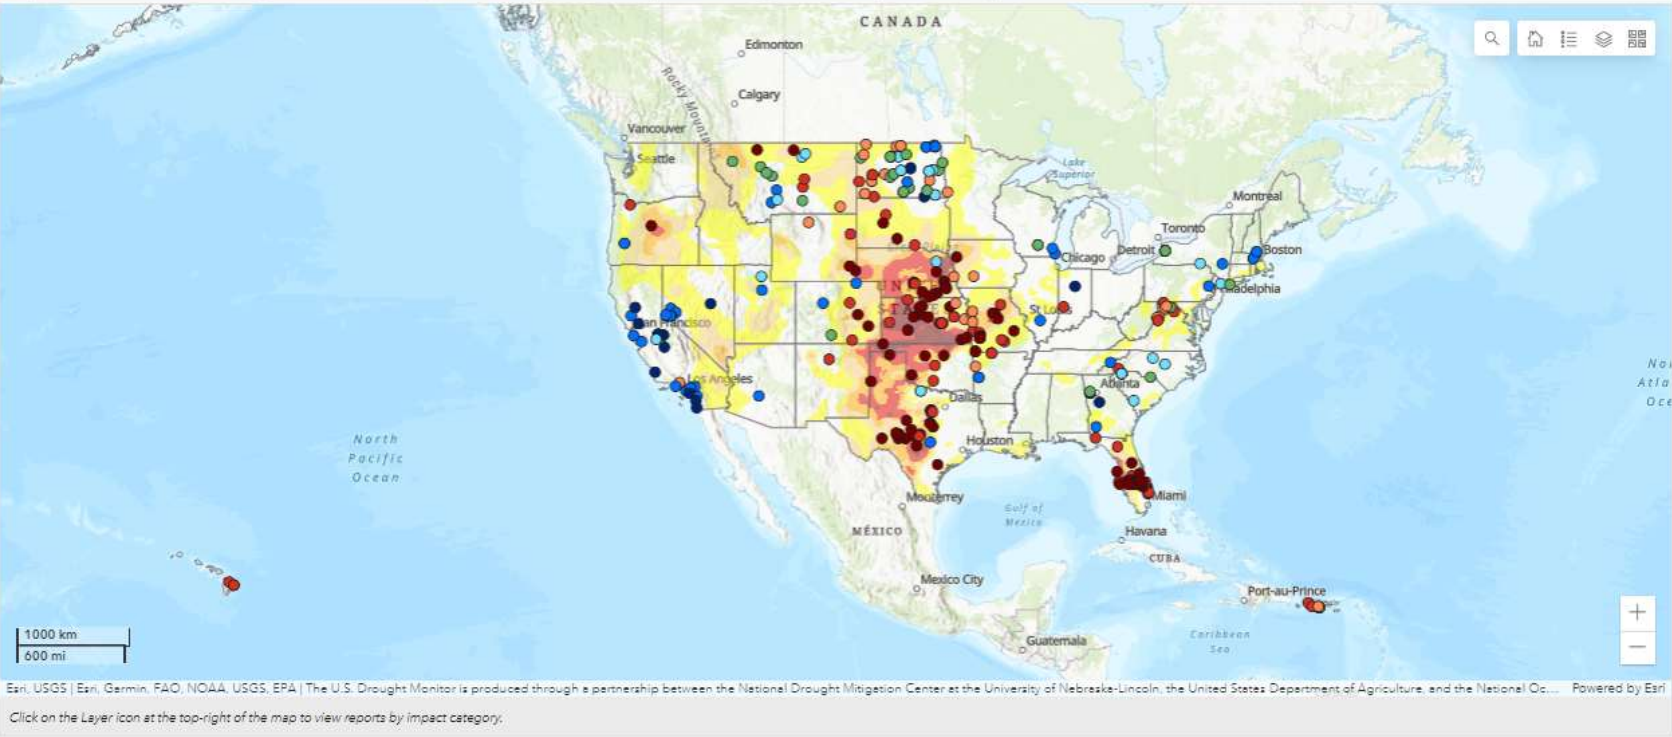 CANADA
Edmonton
Calgary
Rocky Mountains
Vancouver
Seattle
Lake
Superior
Montreal
Toronto
Detroit
Boston
Chicago
St Louis
San Francisco
Los Angeles
Atlanta
Dallas
Houston
North
Pacific
Ocean
Monterrey
Miami
Gulf of
Mexico
Havana
MÉXICO
CUBA
Mexico City
Port-au-Prince
Caribbean
Sea
Guatemala
1000 km
600 mi
Esri, USGS | Esri, Garmin, FAO, NOAA, USGS, EPA | The U.S. Drought Monitor is produced through a partnership between the National Drought Mitigation Center at the University of Nebraska-Lincoln, the United States Department of Agriculture, and the National Oc... Powered by Esri
Click on the Layer icon at the top-right of the map to view reports by impact category.